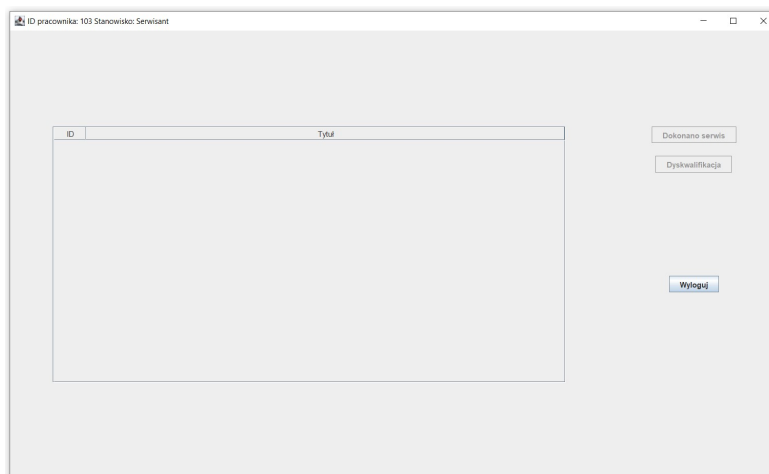 ID pracownika: 103 Stanowisko: Serwisant
ID Tytuł
Dokonano serwis
Dyskwalifikacja
Wyloguj